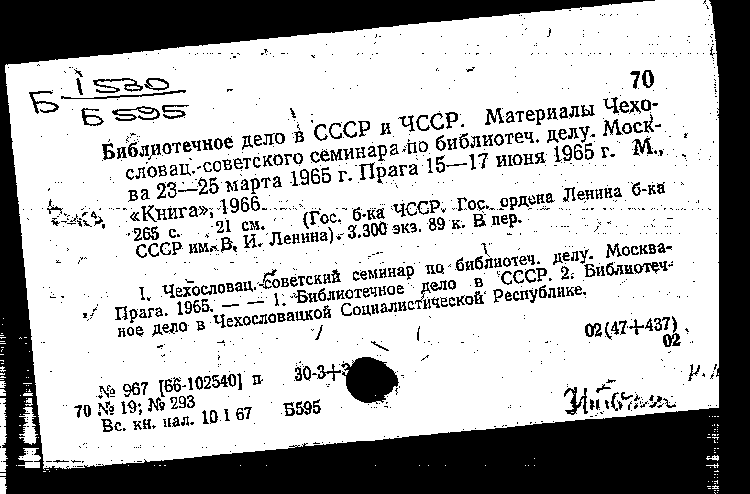 Б 1530
Б 595
70
Библиотечное дело в СССР и ЧССР. Материалы Чехо-
словац.-советского семинара по библиотеч. делу. Моск-
ва 23—25 марта 1965 г. Прага 15—17 июня 1965 г. М.,
«Книга», 1966.
265 с. 21 см. (Гос. б-ка ЧССР. Гос. ордена Ленина б-ка
СССР им. В. И. Ленина). 3.300 экз. 89 к. В пер.
I. Чехословац.-советский семинар по библиотеч. делу. Москва-
Прага. 1965. — — 1. Библиотечное дело в СССР. 2. Библиотеч-
ное дело в Чехословацкой Социалистической Республике.
02(47+437)
02
№ 967 [66-102540] п 30-3+3
70 № 19; № 293
Вс. кн. пал. 10 I 67 Б595